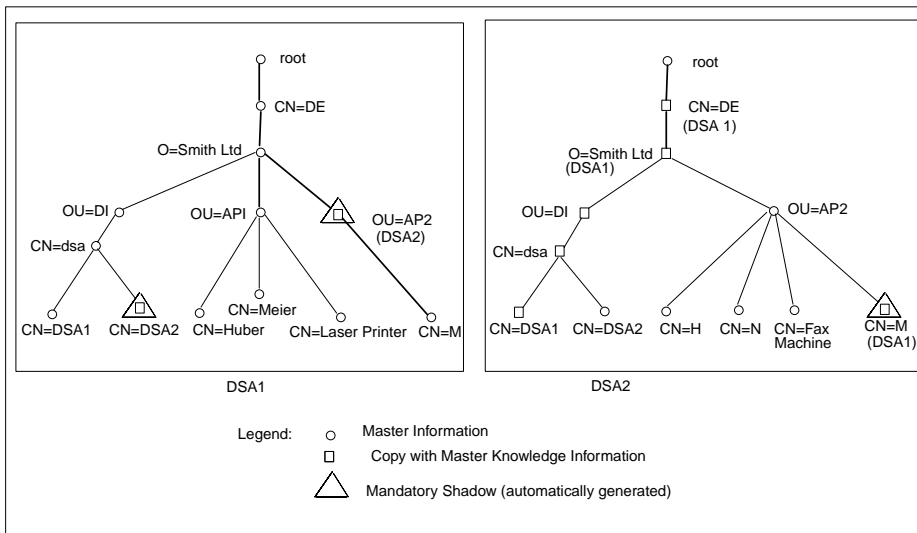 root
CN=DE
O=Smith Ltd
OU=DI
OU=API
OU=AP2
(DSA2)
CN=dsa
CN=DSA1
CN=DSA2
CN=Huber
CN=Meier
CN=Laser Printer
CN=M
DSA1
root
CN=DE
(DSA 1)
O=Smith Ltd
(DSA1)
OU=DI
OU=AP2
CN=dsa
CN=DSA1
CN=DSA2
CN=H
CN=N
CN=Fax
Machine
CN=M
(DSA1)
DSA2
Legend:
Master Information
Copy with Master Knowledge Information
Mandatory Shadow (automatically generated)